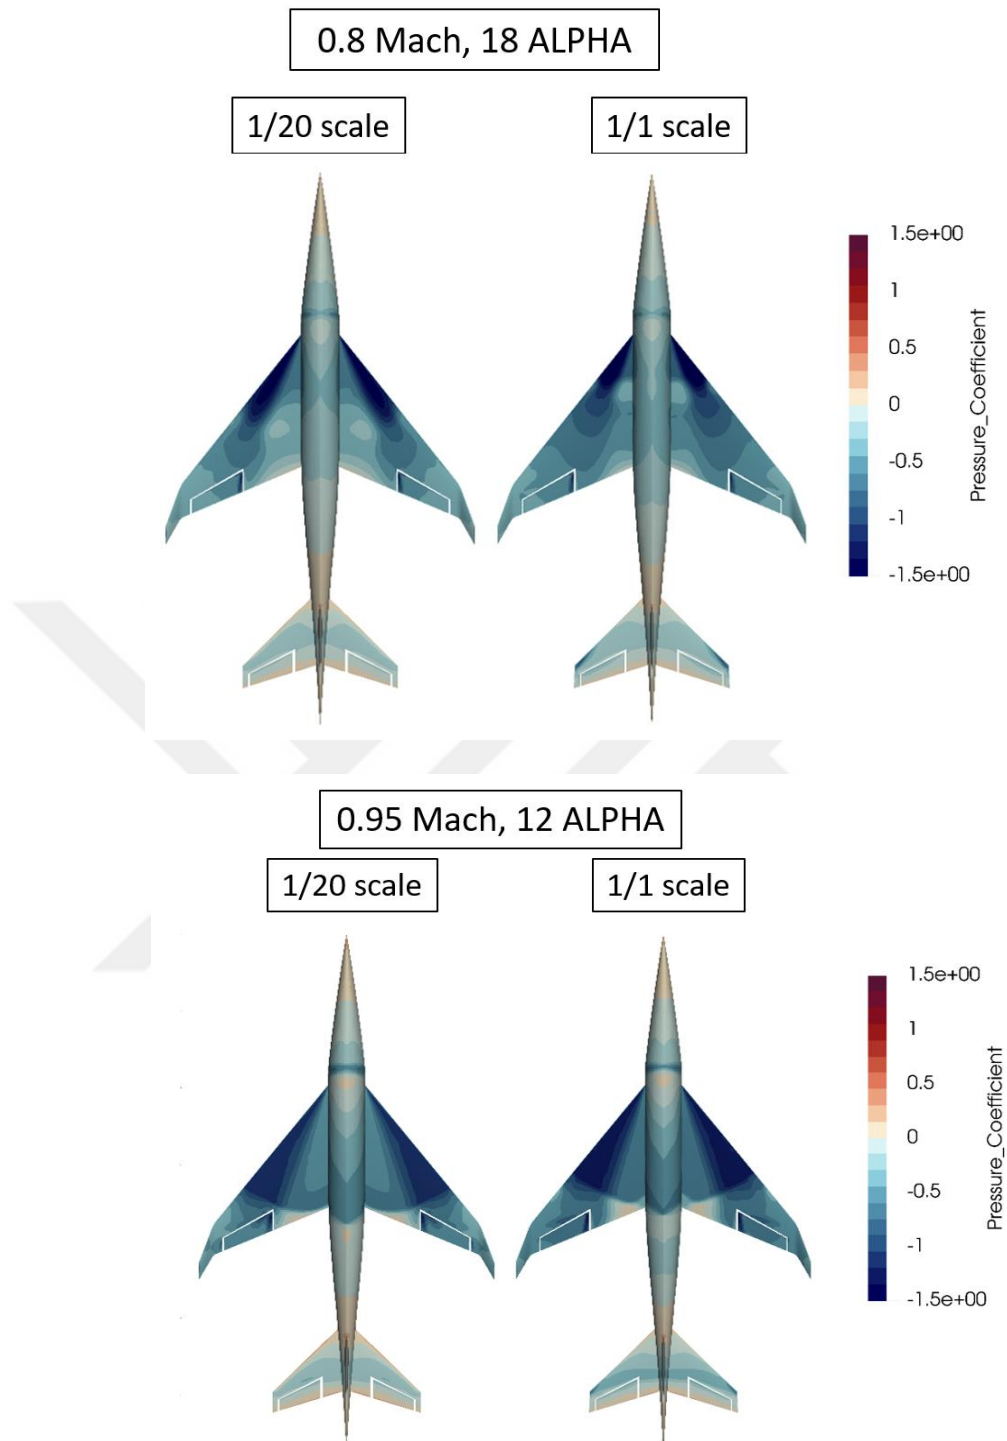 0.8 Mach, 18 ALPHA
1/20 scale
1/1 scale
1.5e+00
1
0.5
0
-0.5
-1
-1.5e+00
Pressure_Coefficient
0.95 Mach, 12 ALPHA
1/20 scale
1/1 scale
1.5e+00
1
0.5
0
-0.5
-1
-1.5e+00
Pressure_Coefficient